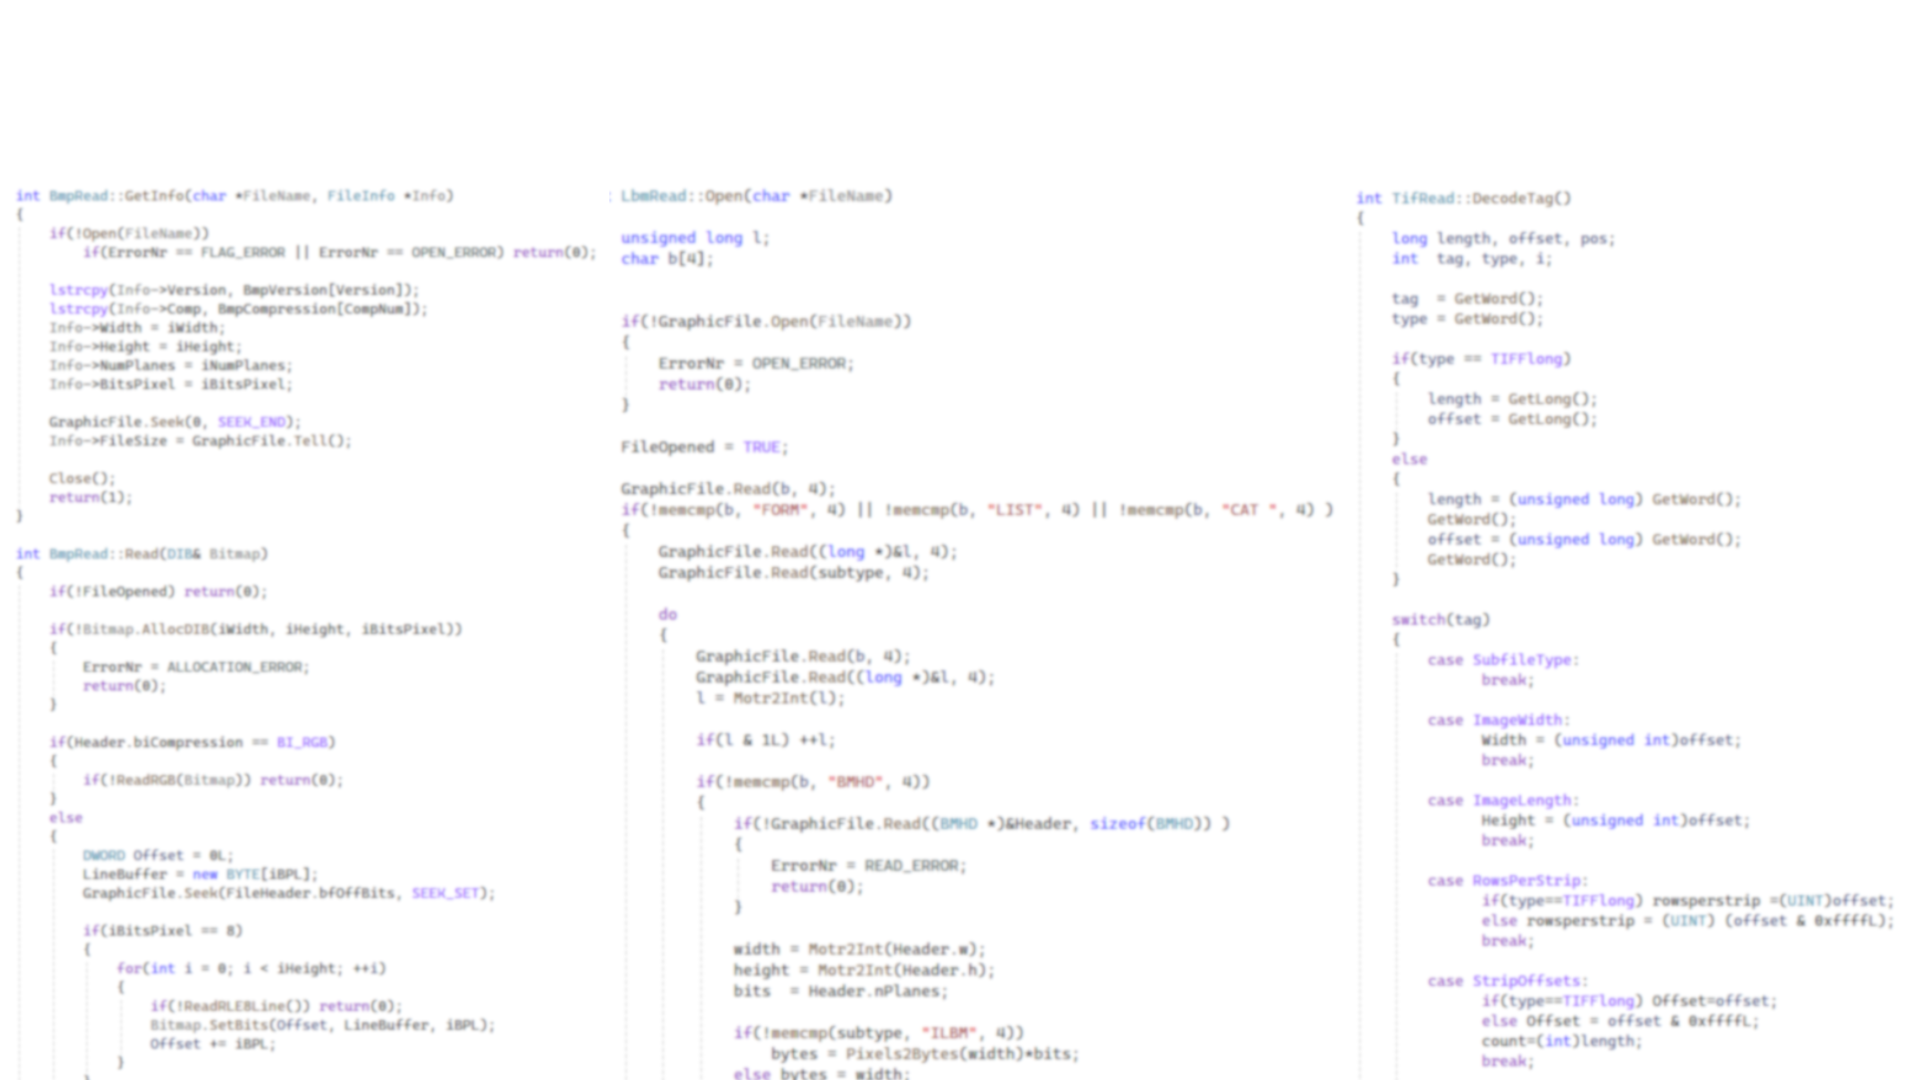 int BmpRead::GetInfo(char *FileName, FileInfo *Info)
{
    if(!Open(FileName))
        if(ErrorNr == FLAG_ERROR || ErrorNr == OPEN_ERROR) return(0);

    lstrcpy(Info->Version, BmpVersion[Version]);
    lstrcpy(Info->Comp, BmpCompression[CompNum]);
    Info->Width = iWidth;
    Info->Height = iHeight;
    Info->NumPlanes = iNumPlanes;
    Info->BitsPixel = iBitsPixel;

    GraphicFile.Seek(0, SEEK_END);
    Info->FileSize = GraphicFile.Tell();

    Close();
    return(1);
}

int BmpRead::Read(DIB& Bitmap)
{
    if(!FileOpened) return(0);

    if(!Bitmap.AllocDIB(iWidth, iHeight, iBitsPixel))
    {
        ErrorNr = ALLOCATION_ERROR;
        return(0);
    }

    if(Header.biCompression == BI_RGB)
    {
        if(!ReadRGB(Bitmap)) return(0);
    }
    else
    {
        DWORD Offset = 0L;
        LineBuffer = new BYTE[iBPL];
        GraphicFile.Seek(FileHeader.bfOffBits, SEEK_SET);

        if(iBitsPixel == 8)
        {
            for(int i = 0; i < iHeight; ++i)
            {
                if(!ReadRLE8Line()) return(0);
                Bitmap.SetBits(Offset, LineBuffer, iBPL);
                Offset += iBPL;
            }
        }
LbmRead::Open(char *FileName)

unsigned long l;
char b[4];

if(!GraphicFile.Open(FileName))
{
    ErrorNr = OPEN_ERROR;
    return(0);
}

FileOpened = TRUE;

GraphicFile.Read(b, 4);
if(!memcmp(b, "FORM", 4) || !memcmp(b, "LIST", 4) || !memcmp(b, "CAT ", 4) )
{
    GraphicFile.Read((long *)&l, 4);
    GraphicFile.Read(subtype, 4);

    do
    {
        GraphicFile.Read(b, 4);
        GraphicFile.Read((long *)&l, 4);
        l = Motr2Int(l);

        if(l & 1L) ++l;

        if(!memcmp(b, "BMHD", 4))
        {
            if(!GraphicFile.Read((BMHD *)&Header, sizeof(BMHD)) )
            {
                ErrorNr = READ_ERROR;
                return(0);
            }

            width = Motr2Int(Header.w);
            height = Motr2Int(Header.h);
            bits  = Header.nPlanes;

            if(!memcmp(subtype, "ILBM", 4))
                bytes = Pixels2Bytes(width)*bits;
            else bytes = width;
int TifRead::DecodeTag()
{
    long length, offset, pos;
    int  tag, type, i;

    tag  = GetWord();
    type = GetWord();

    if(type == TIFFlong)
    {
        length = GetLong();
        offset = GetLong();
    }
    else
    {
        length = (unsigned long) GetWord();
        GetWord();
        offset = (unsigned long) GetWord();
        GetWord();
    }

    switch(tag)
    {
        case SubfileType:
              break;

        case ImageWidth:
              Width = (unsigned int)offset;
              break;

        case ImageLength:
              Height = (unsigned int)offset;
              break;

        case RowsPerStrip:
              if(type==TIFFlong) rowsperstrip =(UINT)offset;
              else rowsperstrip = (UINT) (offset & 0xffffL);
              break;

        case StripOffsets:
              if(type==TIFFlong) Offset=offset;
              else Offset = offset & 0xffffL;
              count=(int)length;
              break;